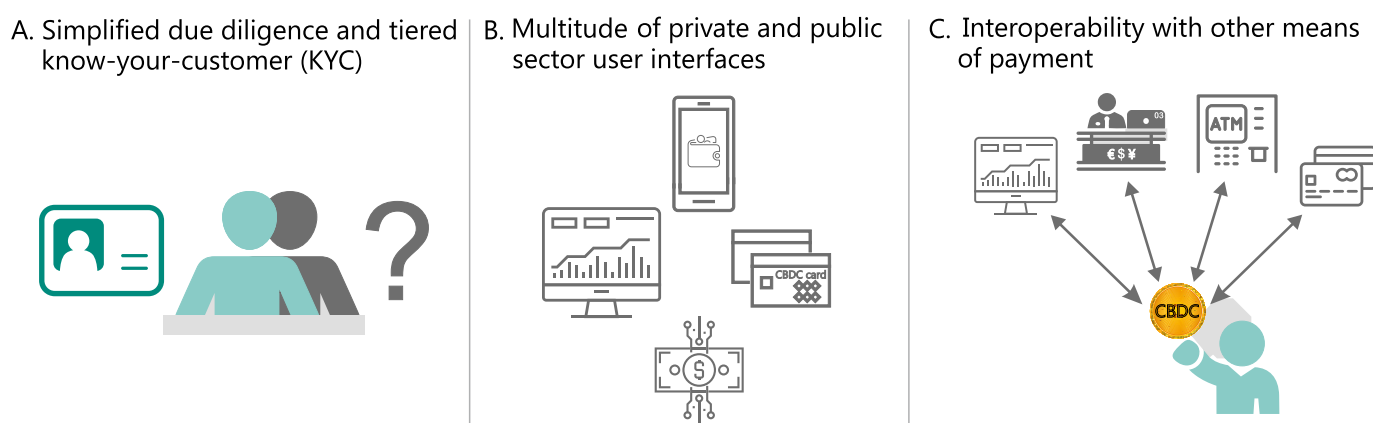 A. Simplified due diligence and tiered
know-your-customer (KYC)
B. Multitude of private and public
sector user interfaces
C. Interoperability with other means
of payment
?
CBDC card
$
03
€$¥
ATM
CBDC